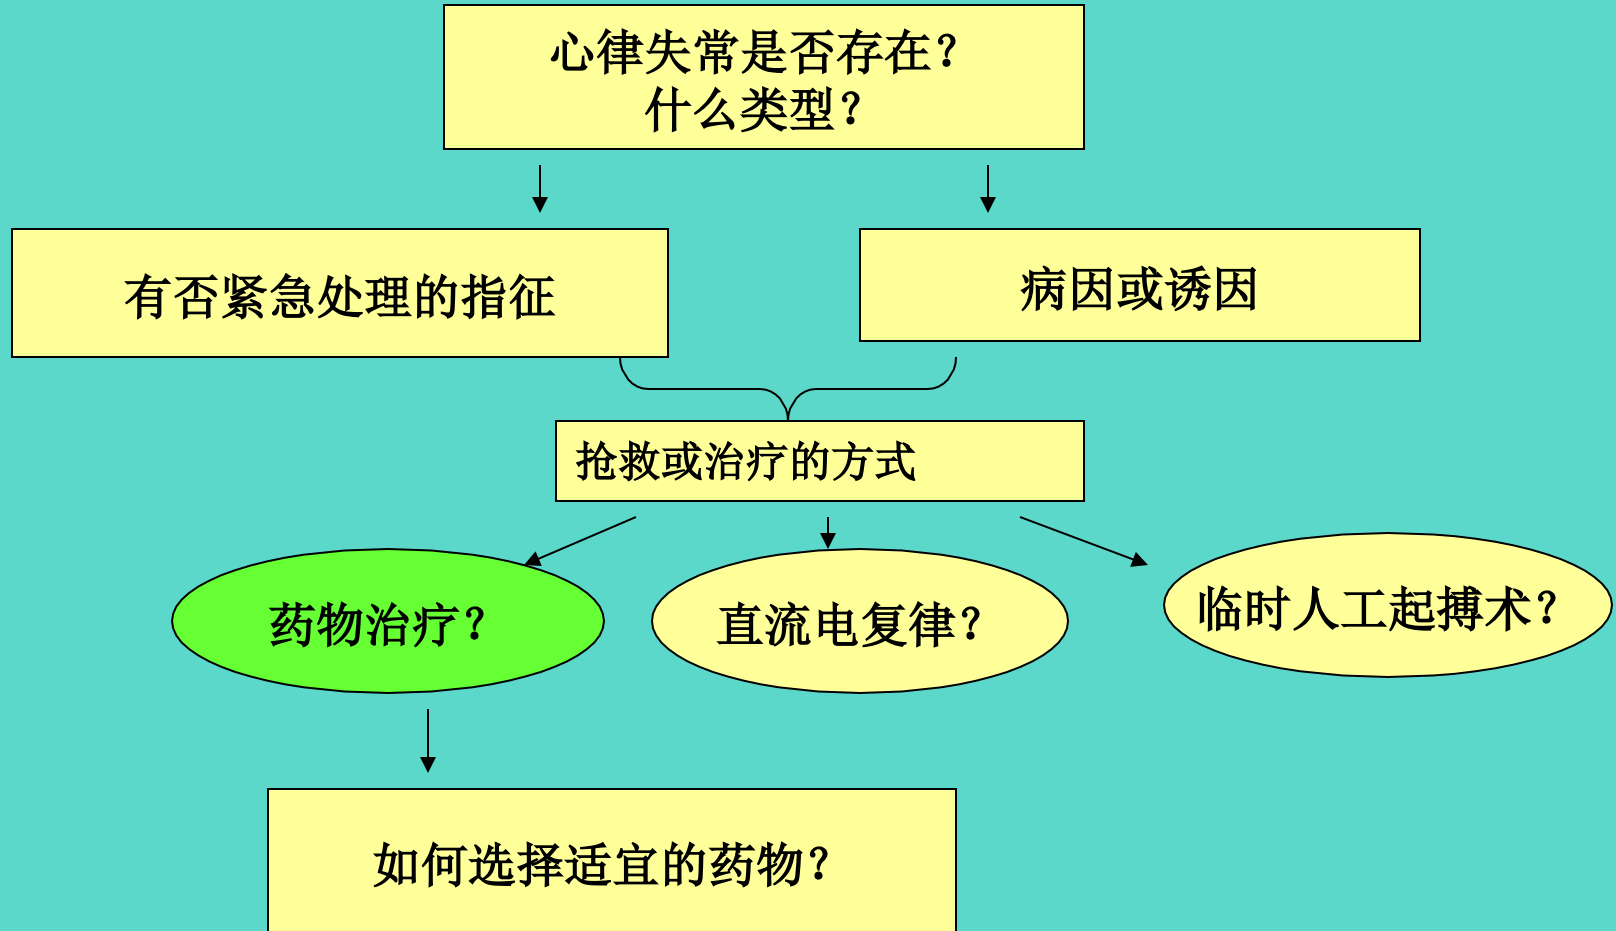 心律失常是否存在？
什么类型？
有否紧急处理的指征
病因或诱因
抢救或治疗的方式
药物治疗？
直流电复律？
临时人工起搏术？
如何选择适宜的药物？